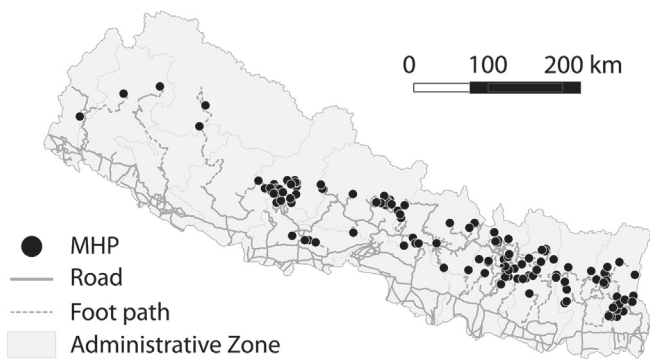 0 100 200 km
MHP
Road
Foot path
Administrative Zone